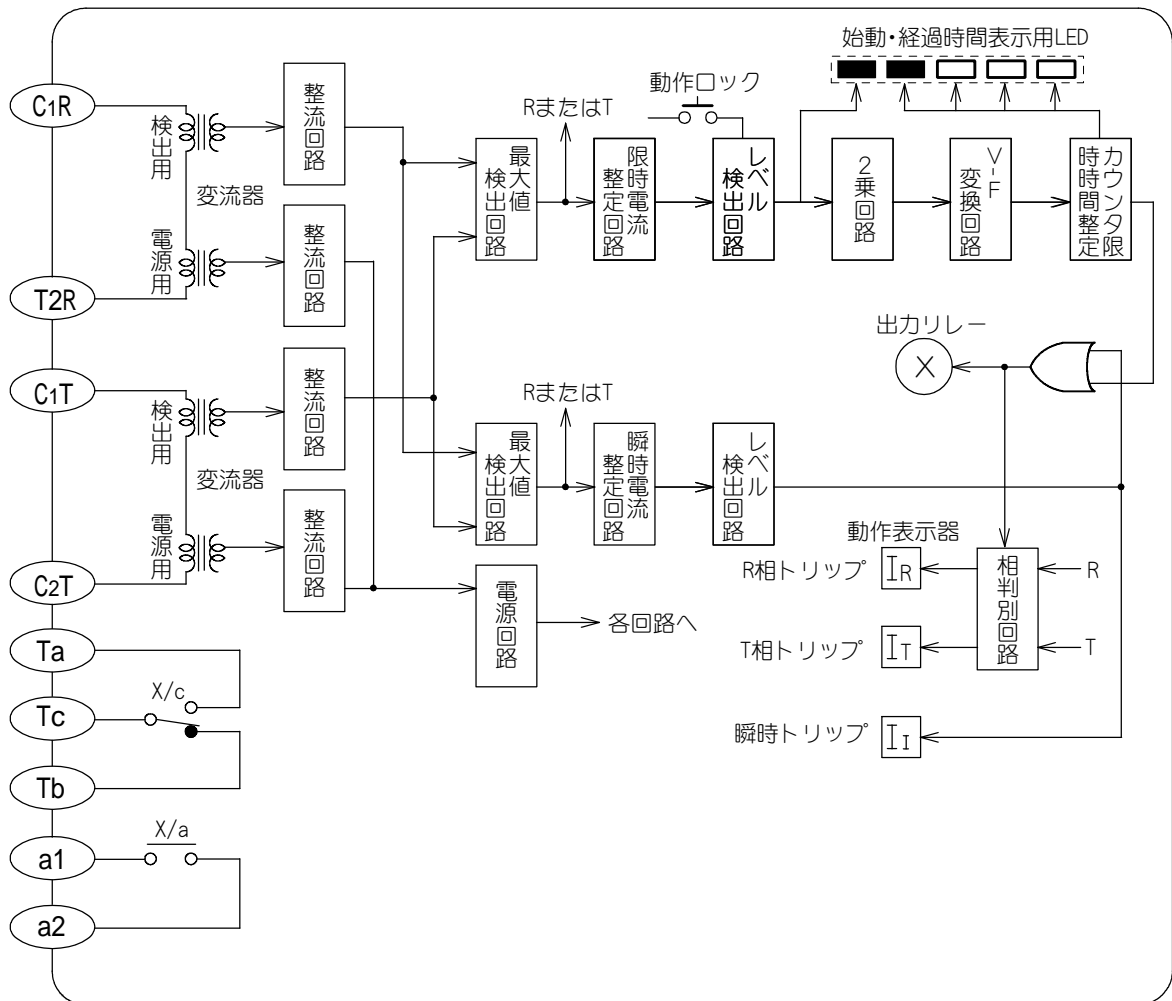 始動・経過時間表示用LED
C1R
検出用
変流器
電源用
T2R
整流回路
整流回路
C1T
検出用
変流器
電源用
C2T
整流回路
整流回路
RまたはT
最大値
検出回路
限時電流
整定回路
動作ロック
レベル
検出回路
2乗回路
V-F
変換回路
カウンタ限
時時間整定
出力リレー
X
RまたはT
最大値
検出回路
瞬時電流
整定回路
レベル
検出回路
電源回路
各回路へ
動作表示器
R相トリップ
IR
T相トリップ
IT
相判別回路
R
T
瞬時トリップ
II
Ta
X/c
Tc
Tb
X/a
a1
a2